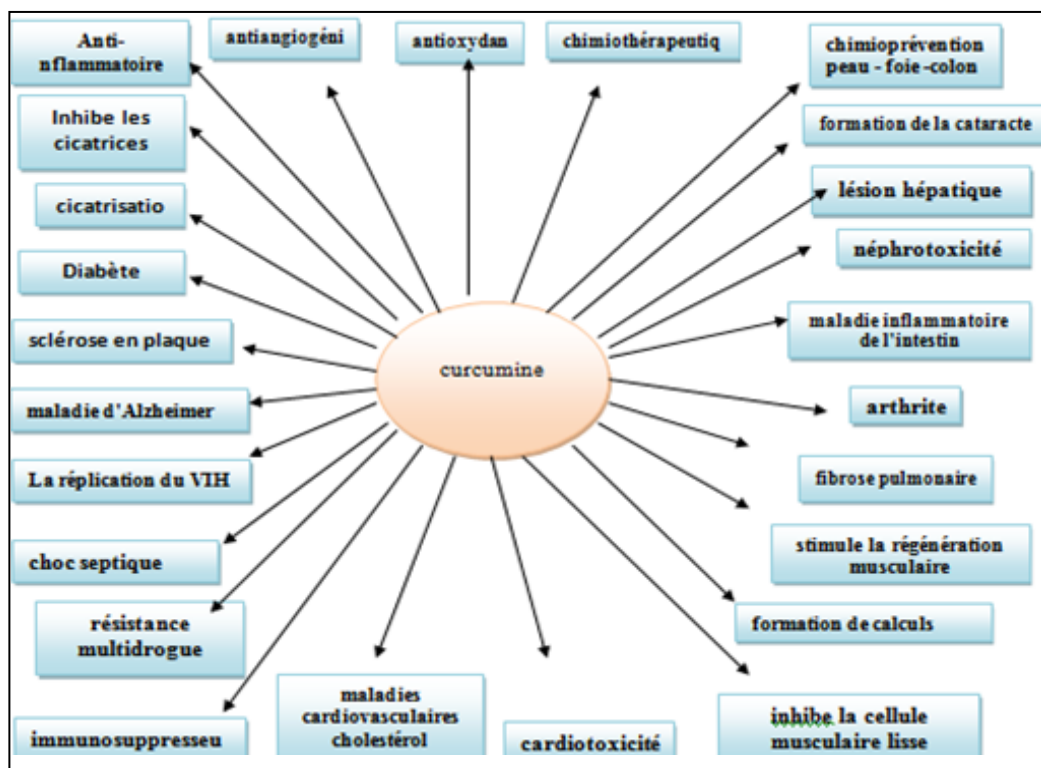 Anti-
nflammatoire
antiangiogéni
antioxydan
chimiothérapeutiq
chimioprévention
peau - foie -colon
Inhibe les
cicatrices
formation de la cataracte
cicatrisatio
lésion hépatique
Diabète
néphrotoxicité
sclérose en plaque
maladie inflammatoire
de l'intestin
curcumine
maladie d'Alzheimer
arthrite
La réplication du VIH
fibrose pulmonaire
choc septique
stimule la régénération
musculaire
résistance
multidrogue
formation de calculs
immunosuppresseu
maladies
cardiovasculaires
cholestérol
cardiotoxicité
inhibe la cellule
musculaire lisse